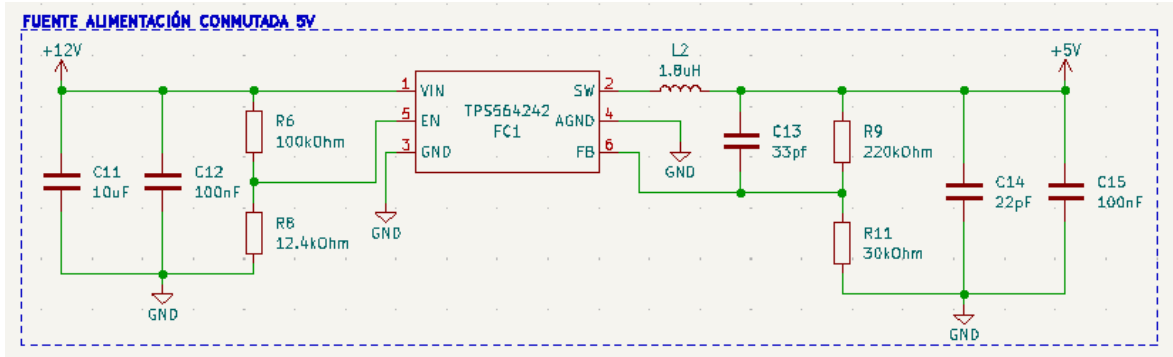 FUENTE ALIMENTACIÓN CONMUTADA 5V
+12V
L2
1.8uH
+5V
1 VIN
SW 2
TPS564242
FC1
5 EN
AGND 4
3 GND
FB 6
R6
100kOhm
C11
10uF
C12
100nF
R8
12.4kOhm
GND
GND
GND
C13
33pf
R9
220kOhm
R11
30kOhm
C14
22pF
C15
100nF
GND